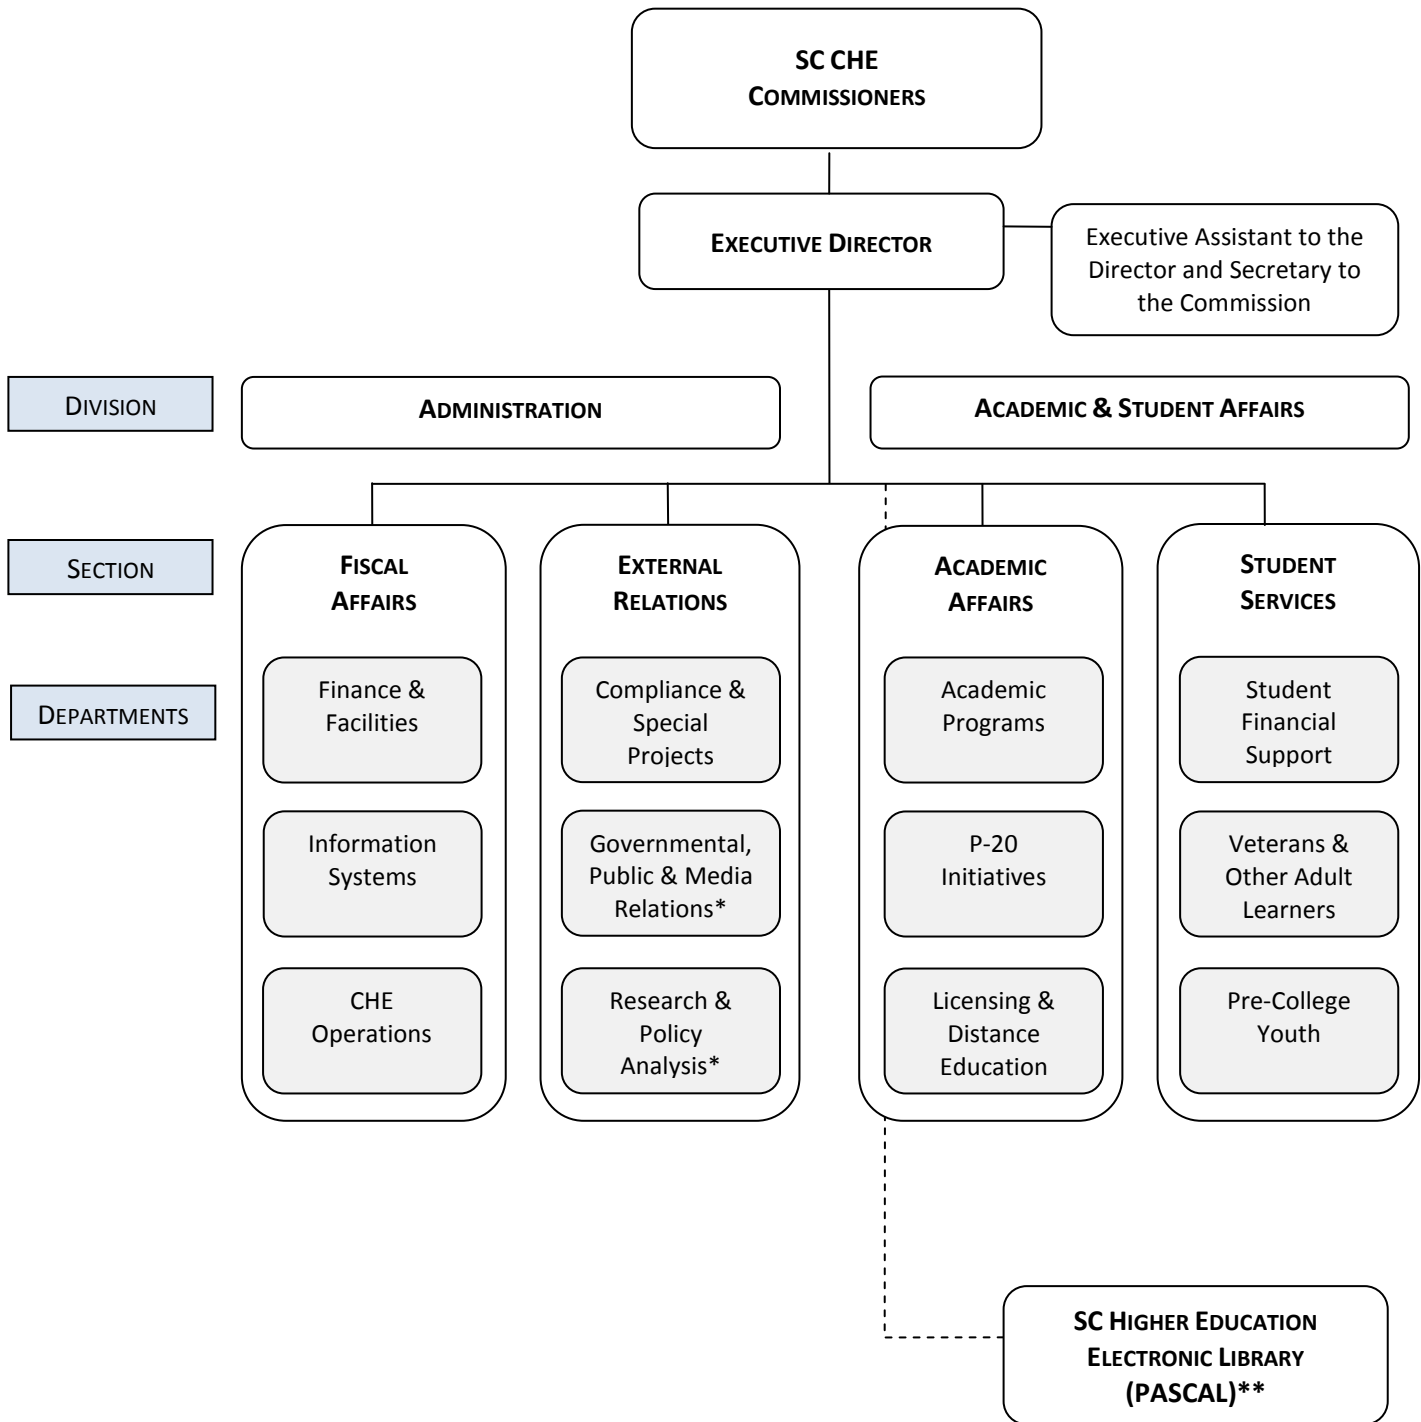 SC CHE
COMMISSIONERS
EXECUTIVE DIRECTOR
Executive Assistant to the
Director and Secretary to
the Commission
DIVISION
ADMINISTRATION
ACADEMIC & STUDENT AFFAIRS
SECTION
FISCAL
AFFAIRS
EXTERNAL
RELATIONS
ACADEMIC
AFFAIRS
STUDENT
SERVICES
DEPARTMENTS
Finance &
Facilities
Compliance &
Special
Projects
Academic
Programs
Student
Financial
Support
Information
Systems
Governmental,
Public & Media
Relations*
P-20
Initiatives
Veterans &
Other Adult
Learners
CHE
Operations
Research &
Policy
Analysis*
Licensing &
Distance
Education
Pre-College
Youth
SC HIGHER EDUCATION
ELECTRONIC LIBRARY
(PASCAL)**